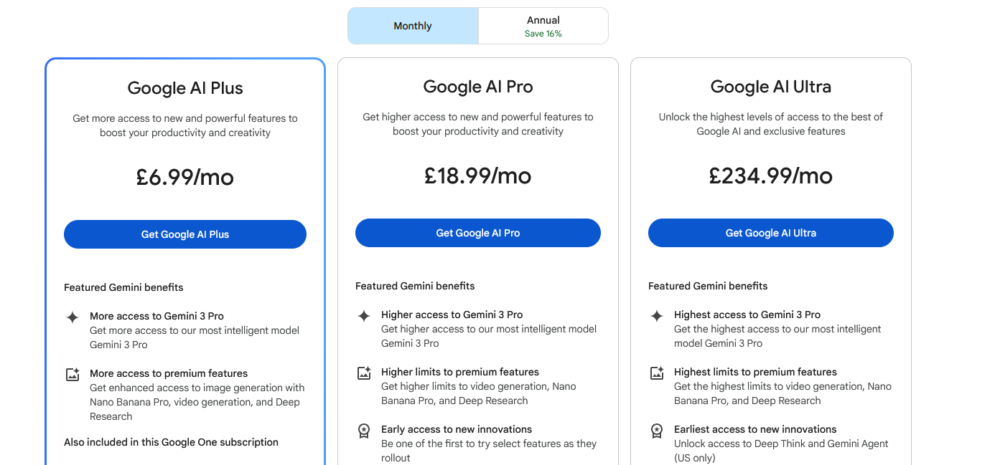 Monthly
Annual
Save 16%
Google AI Plus
Get more access to new and powerful features to
boost your productivity and creativity
£6.99/mo
Get Google AI Plus
Featured Gemini benefits
More access to Gemini 3 Pro
Get more access to our most intelligent model
Gemini 3 Pro
More access to premium features
Get enhanced access to image generation with
Nano Banana Pro, video generation, and Deep
Research
Also included in this Google One subscription
Google AI Pro
Get higher access to new and powerful features to
boost your productivity and creativity
£18.99/mo
Get Google AI Pro
Featured Gemini benefits
Higher access to Gemini 3 Pro
Get higher access to our most intelligent model
Gemini 3 Pro
Higher limits to premium features
Get higher limits to video generation, Nano
Banana Pro, and Deep Research
Early access to new innovations
Be one of the first to try select features as they
rollout
Google AI Ultra
Unlock the highest levels of access to the best of
Google AI and exclusive features
£234.99/mo
Get Google AI Ultra
Featured Gemini benefits
Highest access to Gemini 3 Pro
Get the highest access to our most intelligent
model Gemini 3 Pro
Highest limits to premium features
Get the highest limits to video generation, Nano
Banana Pro, and Deep Research
Earliest access to new innovations
Unlock access to Deep Think and Gemini Agent
(US only)